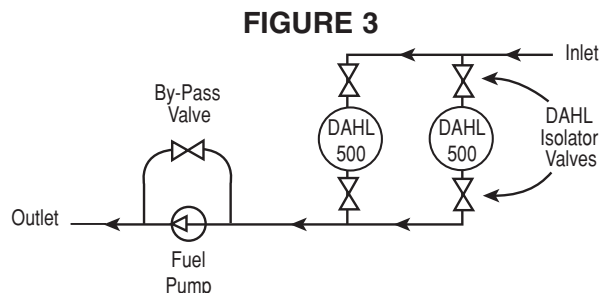 FIGURE 3
Inlet
By-Pass
Valve
DAHL
500
DAHL
500
DAHL
Isolator
Valves
Outlet
Fuel
Pump